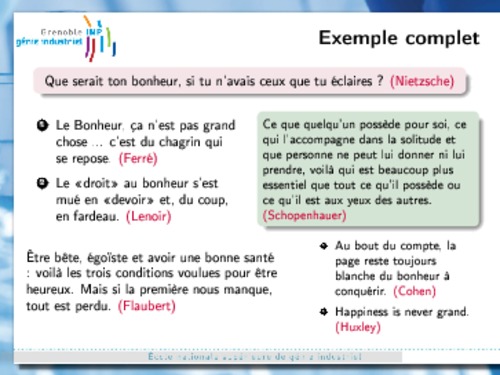 Grenoble INP
génie industriel
Exemple complet
Que serait ton bonheur, si tu n'avais ceux que tu éclaires ? (Nietzsche)
1 Le Bonheur, ça n'est pas grand
chose ... c'est du chagrin qui
se repose. (Ferré)
2 Le «droit» au bonheur s'est
mué en «devoir» et, du coup,
en fardeau. (Lenoir)
Être bête, égoïste et avoir une bonne santé
: voilà les trois conditions voulues pour être
heureux. Mais si la première nous manque,
tout est perdu. (Flaubert)
Ce que quelqu'un possède pour soi, ce
qui l'accompagne dans la solitude et
que personne ne peut lui donner ni lui
prendre, voilà qui est beaucoup plus
essentiel que tout ce qu'il possède ou
ce qu'il est aux yeux des autres.
(Schopenhauer)
Au bout du compte, la
page reste toujours
blanche du bonheur à
conquérir. (Cohen)
Happiness is never grand.
(Huxley)
École nationale supérieure de génie industriel